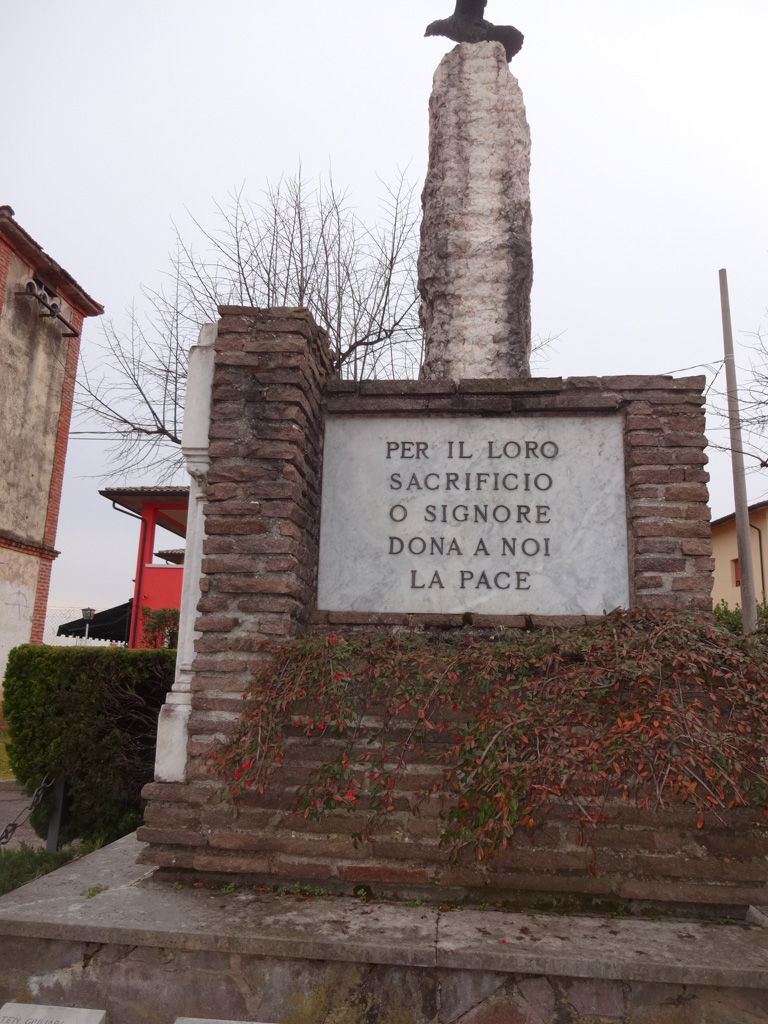 PER IL LORO
SACRIFICIO
O SIGNORE
DONA A NOI
LA PACE